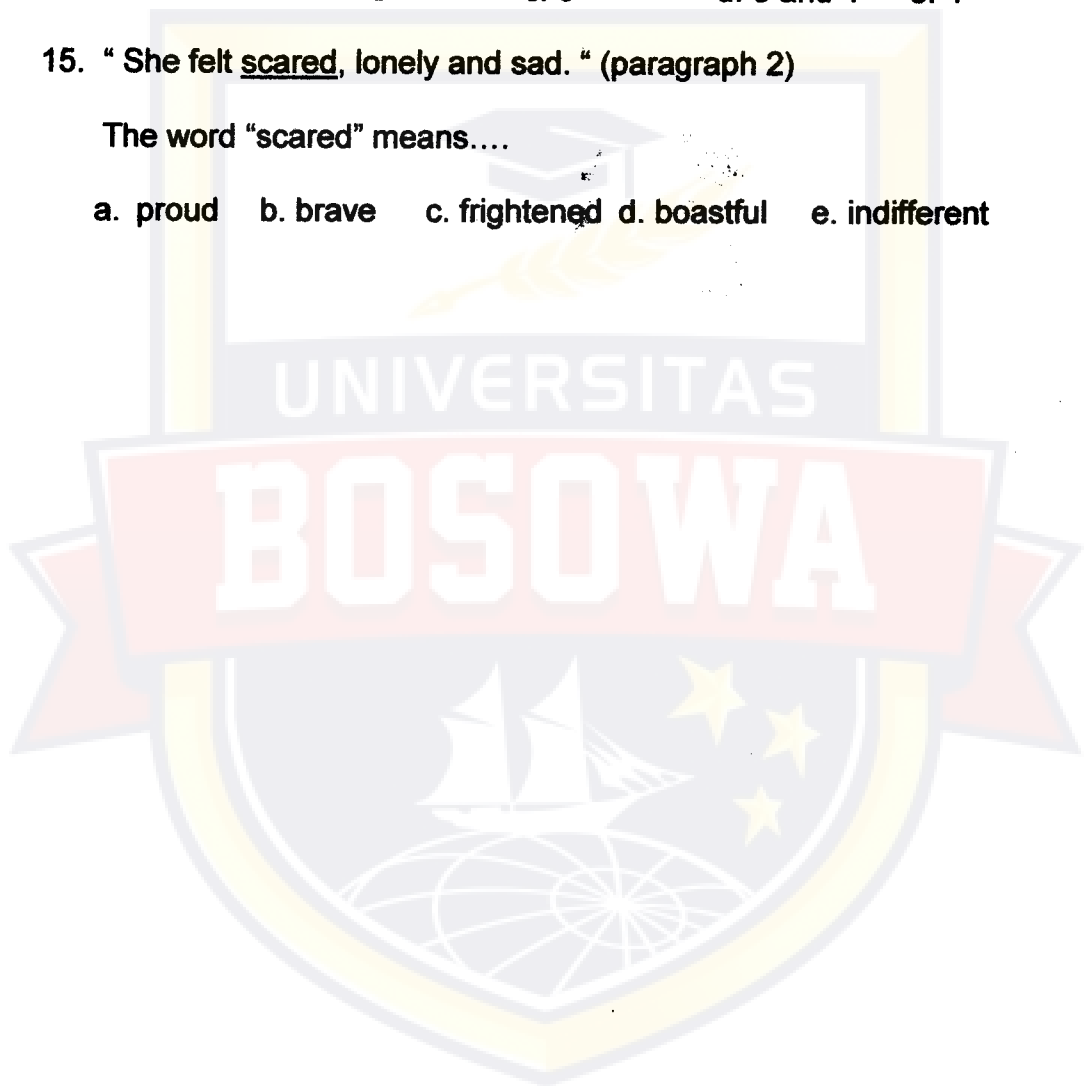 15. “ She felt scared, lonely and sad. “ (paragraph 2)
The word “scared” means....
a. proud b. brave c. frightened d. boastful e. indifferent
UNIVERSITAS
BOSOWA